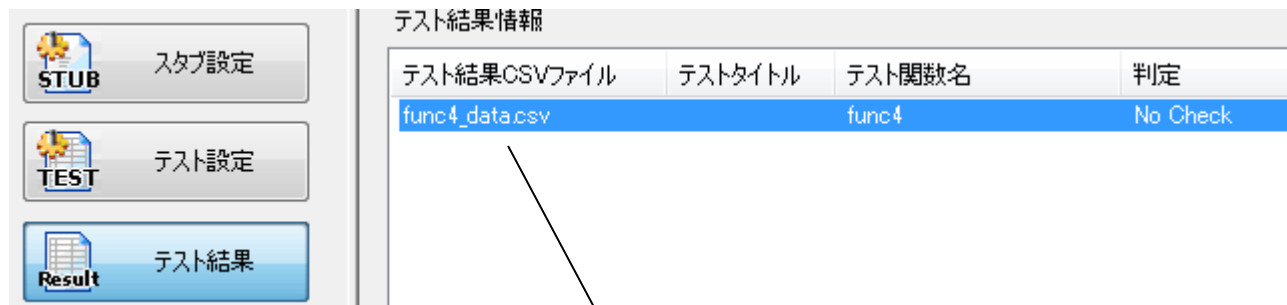 STUB スタブ設定
TEST テスト設定
Result テスト結果
テスト結果情報
テスト結果CSVファイル テストタイトル テスト関数名 判定
func4_data.csv func4 No Check